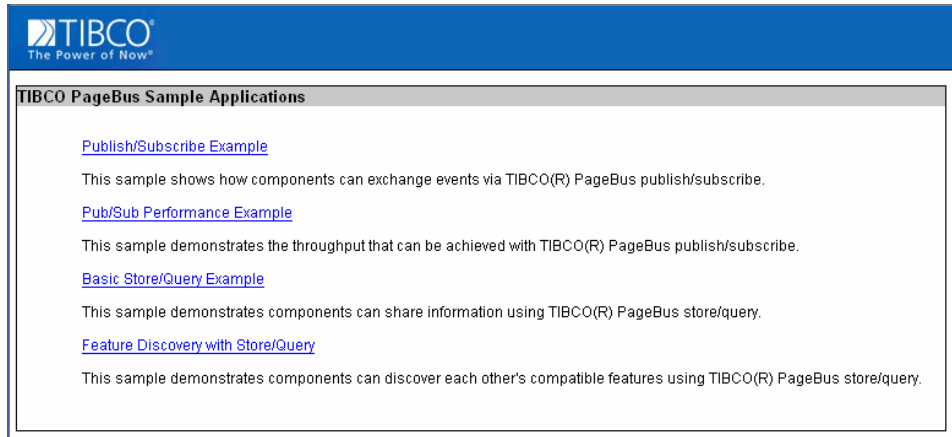 TIBCO®
The Power of Now®
TIBCO PageBus Sample Applications
Publish/Subscribe Example
This sample shows how components can exchange events via TIBCO(R) PageBus publish/subscribe.
Pub/Sub Performance Example
This sample demonstrates the throughput that can be achieved with TIBCO(R) PageBus publish/subscribe.
Basic Store/Query Example
This sample demonstrates components can share information using TIBCO(R) PageBus store/query.
Feature Discovery with Store/Query
This sample demonstrates components can discover each other's compatible features using TIBCO(R) PageBus store/query.